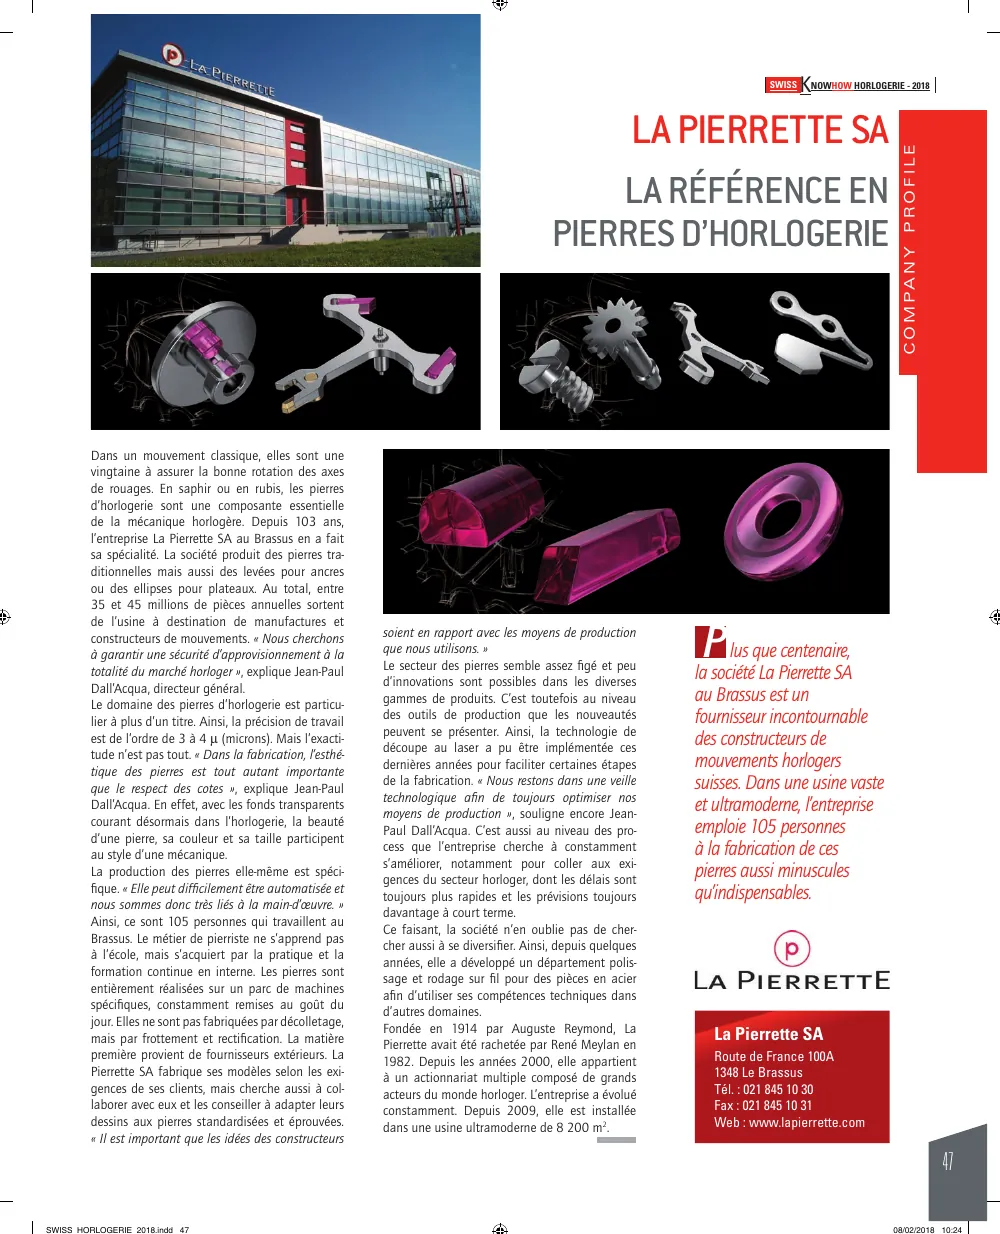 P LA PIERRETTE
SWISS KNOWHOW HORLOGERIE - 2018
LA PIERRETTE SA
LA RÉFÉRENCE EN
PIERRES D'HORLOGERIE
COMPANY PROFILE
Dans un mouvement classique, elles sont une
vingtaine à assurer la bonne rotation des axes
de rouages. En saphir ou en rubis, les pierres
d'horlogerie sont une composante essentielle
de la mécanique horlogère. Depuis 103 ans,
l'entreprise La Pierrette SA au Brassus en a fait
sa spécialité. La société produit des pierres tra-
ditionnelles mais aussi des levées pour ancres
ou des ellipses pour plateaux. Au total, entre
35 et 45 millions de pièces annuelles sortent
de l'usine à destination de manufactures et
constructeurs de mouvements. « Nous cherchons
à garantir une sécurité d'approvisionnement à la
totalité du marché horloger », explique Jean-Paul
Dall'Acqua, directeur général.
Le domaine des pierres d'horlogerie est particu-
lier à plus d'un titre. Ainsi, la précision de travail
est de l'ordre de 3 à 4 µ (microns). Mais l'exacti-
tude n'est pas tout. « Dans la fabrication, l'esthé-
tique des pierres est tout autant importante
que le respect des cotes », explique Jean-Paul
Dall'Acqua. En effet, avec les fonds transparents
courant désormais dans l'horlogerie, la beauté
d'une pierre, sa couleur et sa taille participent
au style d'une mécanique.
La production des pierres elle-même est spéci-
fique. « Elle peut difficilement être automatisée et
nous sommes donc très liés à la main-d'œuvre. »
Ainsi, ce sont 105 personnes qui travaillent au
Brassus. Le métier de pierriste ne s'apprend pas
à l'école, mais s'acquiert par la pratique et la
formation continue en interne. Les pierres sont
entièrement réalisées sur un parc de machines
spécifiques, constamment remises au goût du
jour. Elles ne sont pas fabriquées par décolletage,
mais par frottement et rectification. La matière
première provient de fournisseurs extérieurs. La
Pierrette SA fabrique ses modèles selon les exi-
gences de ses clients, mais cherche aussi à col-
laborer avec eux et les conseiller à adapter leurs
dessins aux pierres standardisées et éprouvées.
« Il est important que les idées des constructeurs
soient en rapport avec les moyens de production
que nous utilisons. »
Le secteur des pierres semble assez figé et peu
d'innovations sont possibles dans les diverses
gammes de produits. C'est toutefois au niveau
des outils de production que les nouveautés
peuvent se présenter. Ainsi, la technologie de
découpe au laser a pu être implémentée ces
dernières années pour faciliter certaines étapes
de la fabrication. « Nous restons dans une veille
technologique afin de toujours optimiser nos
moyens de production », souligne encore Jean-
Paul Dall'Acqua. C'est aussi au niveau des pro-
cess que l'entreprise cherche à constamment
s'améliorer, notamment pour coller aux exi-
gences du secteur horloger, dont les délais sont
toujours plus rapides et les prévisions toujours
davantage à court terme.
Ce faisant, la société n'en oublie pas de cher-
cher aussi à se diversifier. Ainsi, depuis quelques
années, elle a développé un département polis-
sage et rodage sur fil pour des pièces en acier
afin d'utiliser ses compétences techniques dans
d'autres domaines.
Fondée en 1914 par Auguste Reymond, La
Pierrette avait été rachetée par René Meylan en
1982. Depuis les années 2000, elle appartient
à un actionnariat multiple composé de grands
acteurs du monde horloger. L'entreprise a évolué
constamment. Depuis 2009, elle est installée
dans une usine ultramoderne de 8 200 m².
Plus que centenaire,
la société La Pierrette SA
au Brassus est un
fournisseur incontournable
des constructeurs de
mouvements horlogers
suisses. Dans une usine vaste
et ultramoderne, l'entreprise
emploie 105 personnes
à la fabrication de ces
pierres aussi minuscules
qu'indispensables.
p
LA PIERRETTE
La Pierrette SA
Route de France 100A
1348 Le Brassus
Tél. : 021 845 10 30
Fax : 021 845 10 31
Web : www.lapierrette.com
47
SWISS HORLOGERIE 2018.indd 47
08/02/2018 10:24